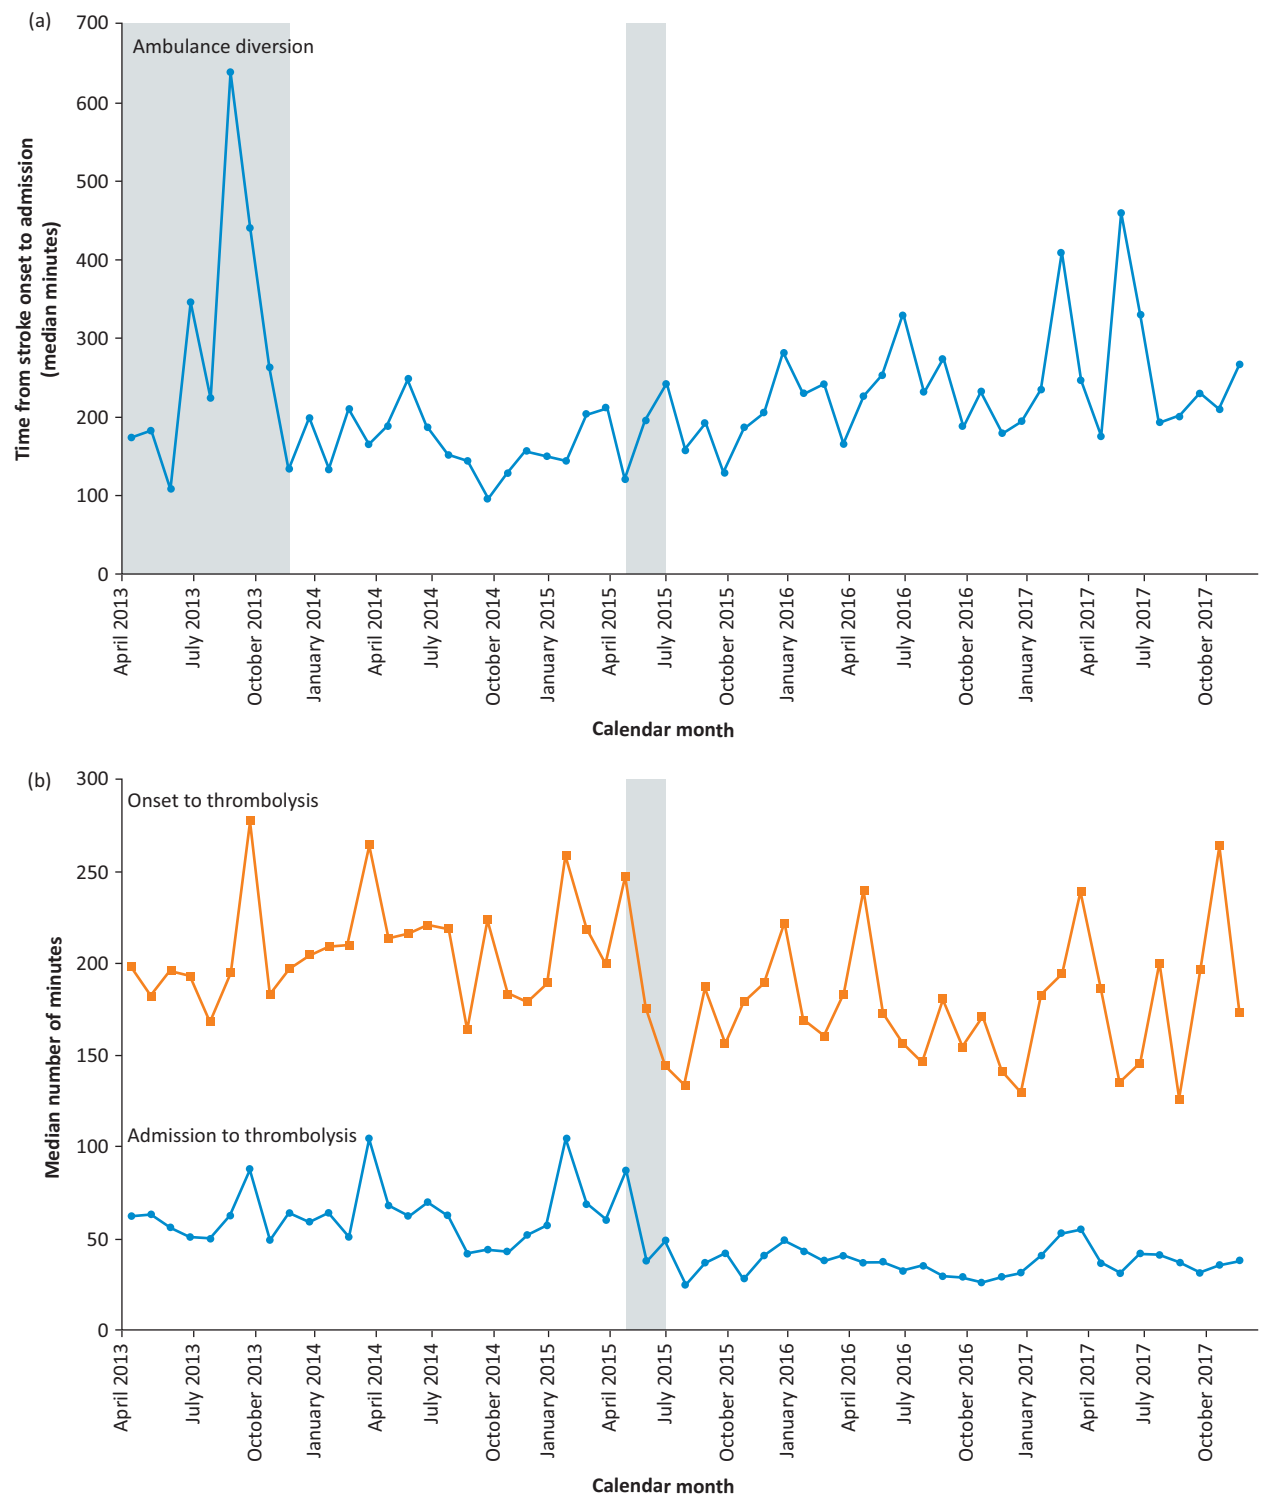 (a)
700
600
500
400
300
200
100
0
Ambulance diversion
Time from stroke onset to admission
(median minutes)
April 2013
July 2013
October 2013
January 2014
April 2014
July 2014
October 2014
January 2015
April 2015
July 2015
October 2015
January 2016
April 2016
July 2016
October 2016
January 2017
April 2017
July 2017
October 2017
Calendar month
(b)
300
250
200
150
100
50
0
Onset to thrombolysis
Admission to thrombolysis
Median number of minutes
April 2013
July 2013
October 2013
January 2014
April 2014
July 2014
October 2014
January 2015
April 2015
July 2015
October 2015
January 2016
April 2016
July 2016
October 2016
January 2017
April 2017
July 2017
October 2017
Calendar month